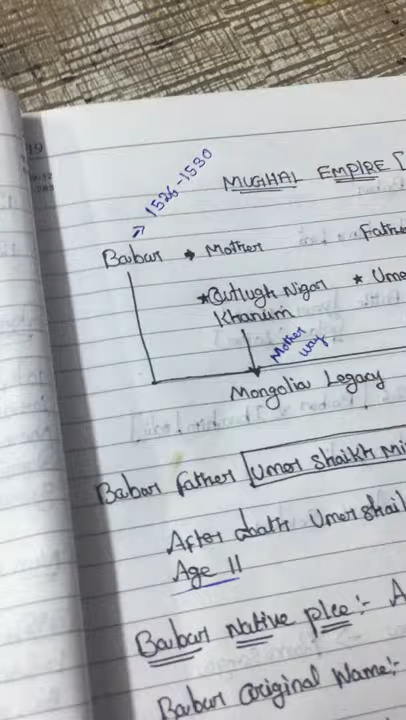 19
1526-1530
MUGHAL EMPIRE [
Babar → Mother Father
* Qutlugh Nigar * Umer
Khanum
Mother
way
Mongolia Legacy
Babar father Umer Shaikh Mi
After death Umer Shai
Age 11
Babar Native plce:- A
Babar Original Name:-